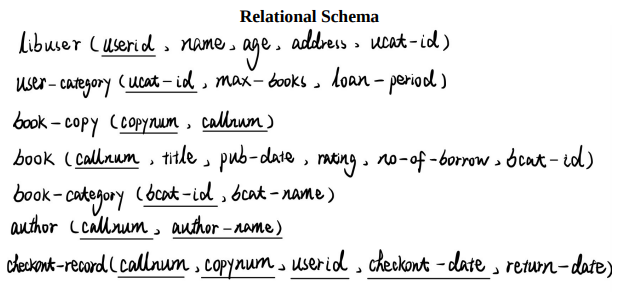 Relational Schema
libuser (userid, name, age, address, ucat-id)
user-category (ucat-id, max-books, loan-period)
book-copy (copynum, callnum)
book (callnum, title, pub-date, rating, no-of-borrow, bcat-id)
book-category (bcat-id, bcat-name)
author (callnum, author-name)
checkout-record(callnum, copynum, userid, checkout-date, return-date)